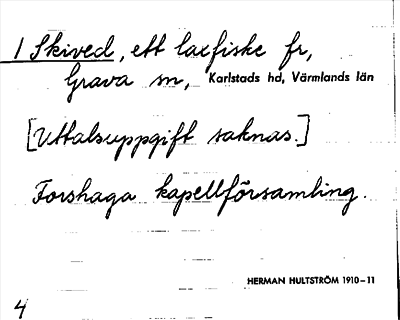 1 Skived, ett laxfiske fr,
Grava sn, Karlstads hd, Värmlands län
[Uttalsuppgift saknas.]
Forshaga kapellförsamling.
HERMAN HULTSTRÖM 1910–11
4